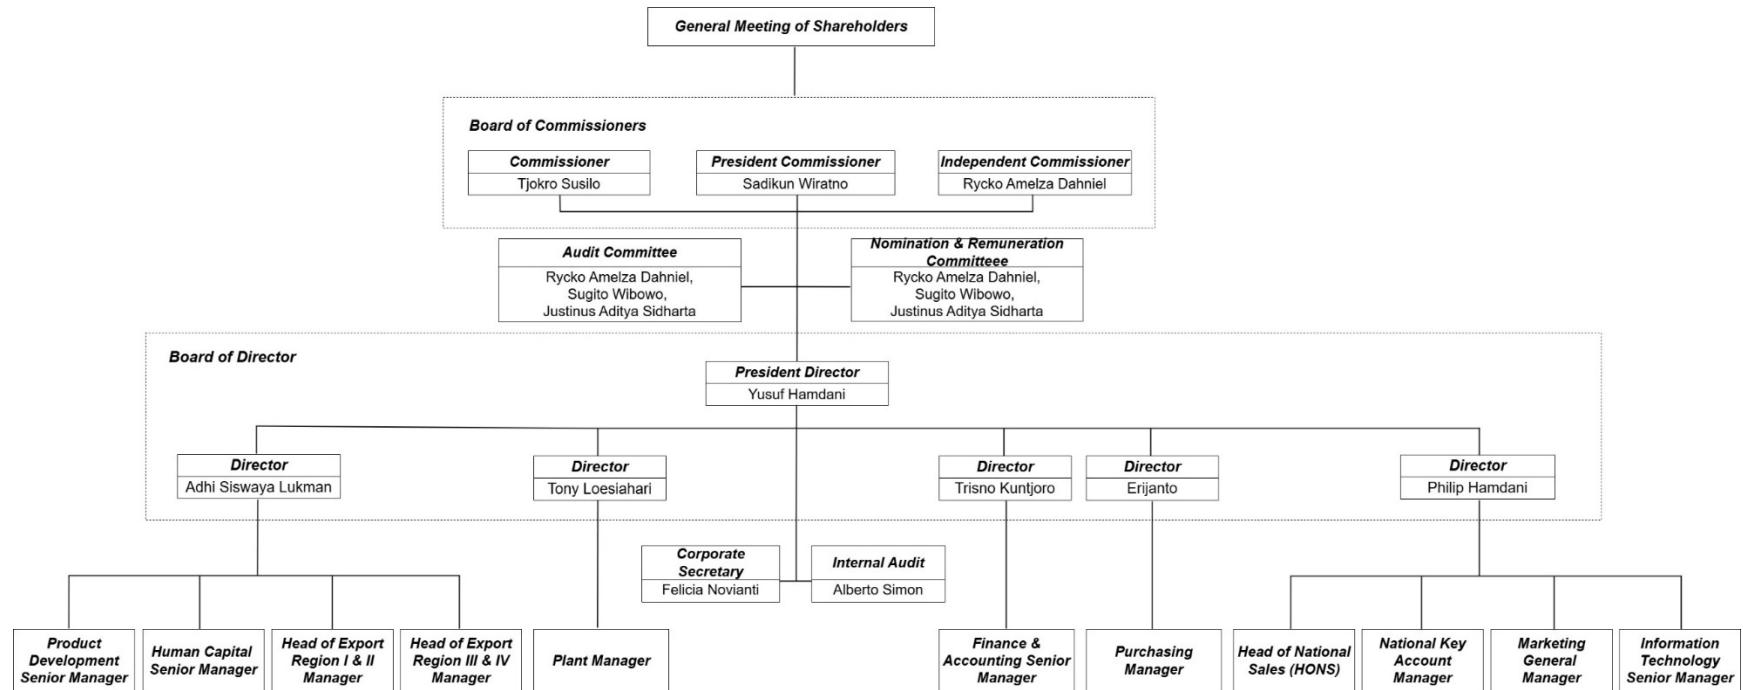 General Meeting of Shareholders
Board of Commissioners
Commissioner
Tjokro Susilo
President Commissioner
Sadikun Wiratno
Independent Commissioner
Rycko Amelza Dahniel
Audit Committee
Rycko Amelza Dahniel,
Sugito Wibowo,
Justinus Aditya Sidharta
Nomination & Remuneration
Committeee
Rycko Amelza Dahniel,
Sugito Wibowo,
Justinus Aditya Sidharta
Board of Director
President Director
Yusuf Hamdani
Director
Adhi Siswaya Lukman
Director
Tony Loesiahari
Director
Trisno Kuntjoro
Director
Erijanto
Director
Philip Hamdani
Corporate
Secretary
Felicia Novianti
Internal Audit
Alberto Simon
Product
Development
Senior Manager
Human Capital
Senior Manager
Head of Export
Region I & II
Manager
Head of Export
Region III & IV
Manager
Plant Manager
Finance &
Accounting Senior
Manager
Purchasing
Manager
Head of National
Sales (HONS)
National Key
Account
Manager
Marketing
General
Manager
Information
Technology
Senior Manager